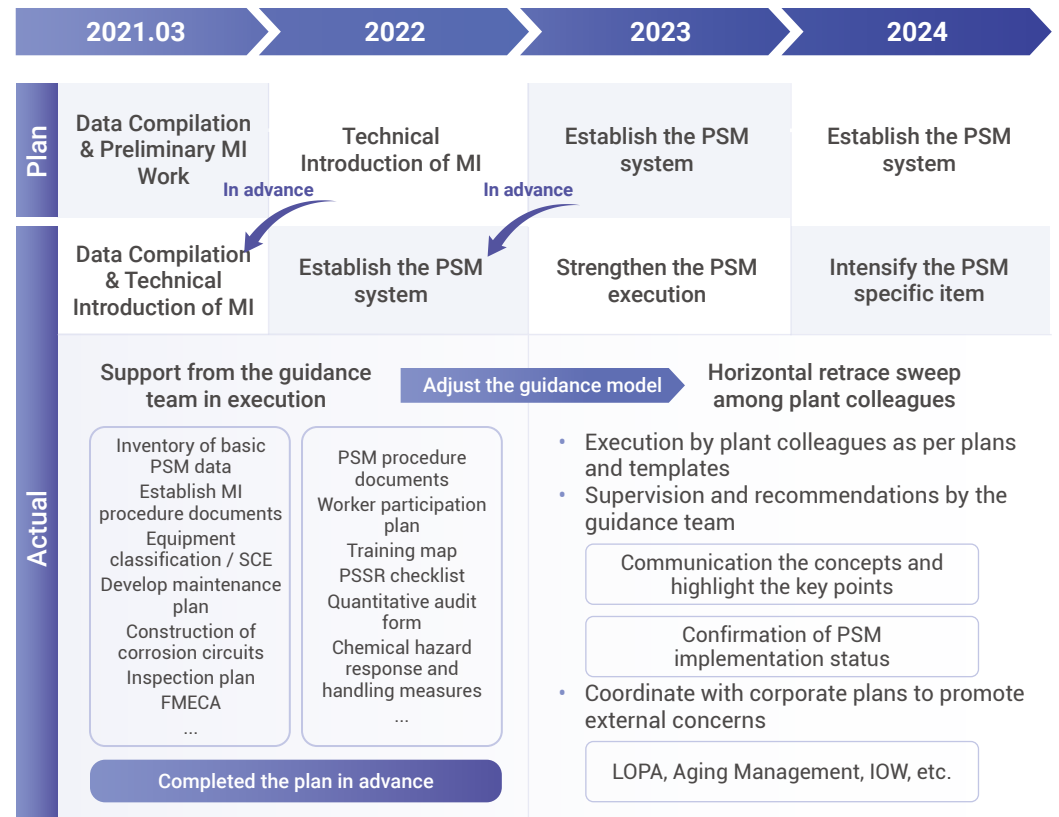 2021.03
2022
2023
2024
Plan
Data Compilation
& Preliminary MI
Work
Technical
Introduction of MI
Establish the PSM
system
Establish the PSM
system
In advance
In advance
Actual
Data Compilation
& Technical
Introduction of MI
Establish the PSM
system
Strengthen the PSM
execution
Intensify the PSM
specific item
Support from the guidance
team in execution
Adjust the guidance model
Horizontal retrace sweep
among plant colleagues
Inventory of basic
PSM data
Establish MI
procedure documents
Equipment
classification / SCE
Develop maintenance
plan
Construction of
corrosion circuits
Inspection plan
FMECA
...
PSM procedure
documents
Worker participation
plan
Training map
PSSR checklist
Quantitative audit
form
Chemical hazard
response and
handling measures
...
Completed the plan in advance
• Execution by plant colleagues as per plans
and templates
• Supervision and recommendations by the
guidance team
Communication the concepts and
highlight the key points
Confirmation of PSM
implementation status
• Coordinate with corporate plans to promote
external concerns
LOPA, Aging Management, IOW, etc.